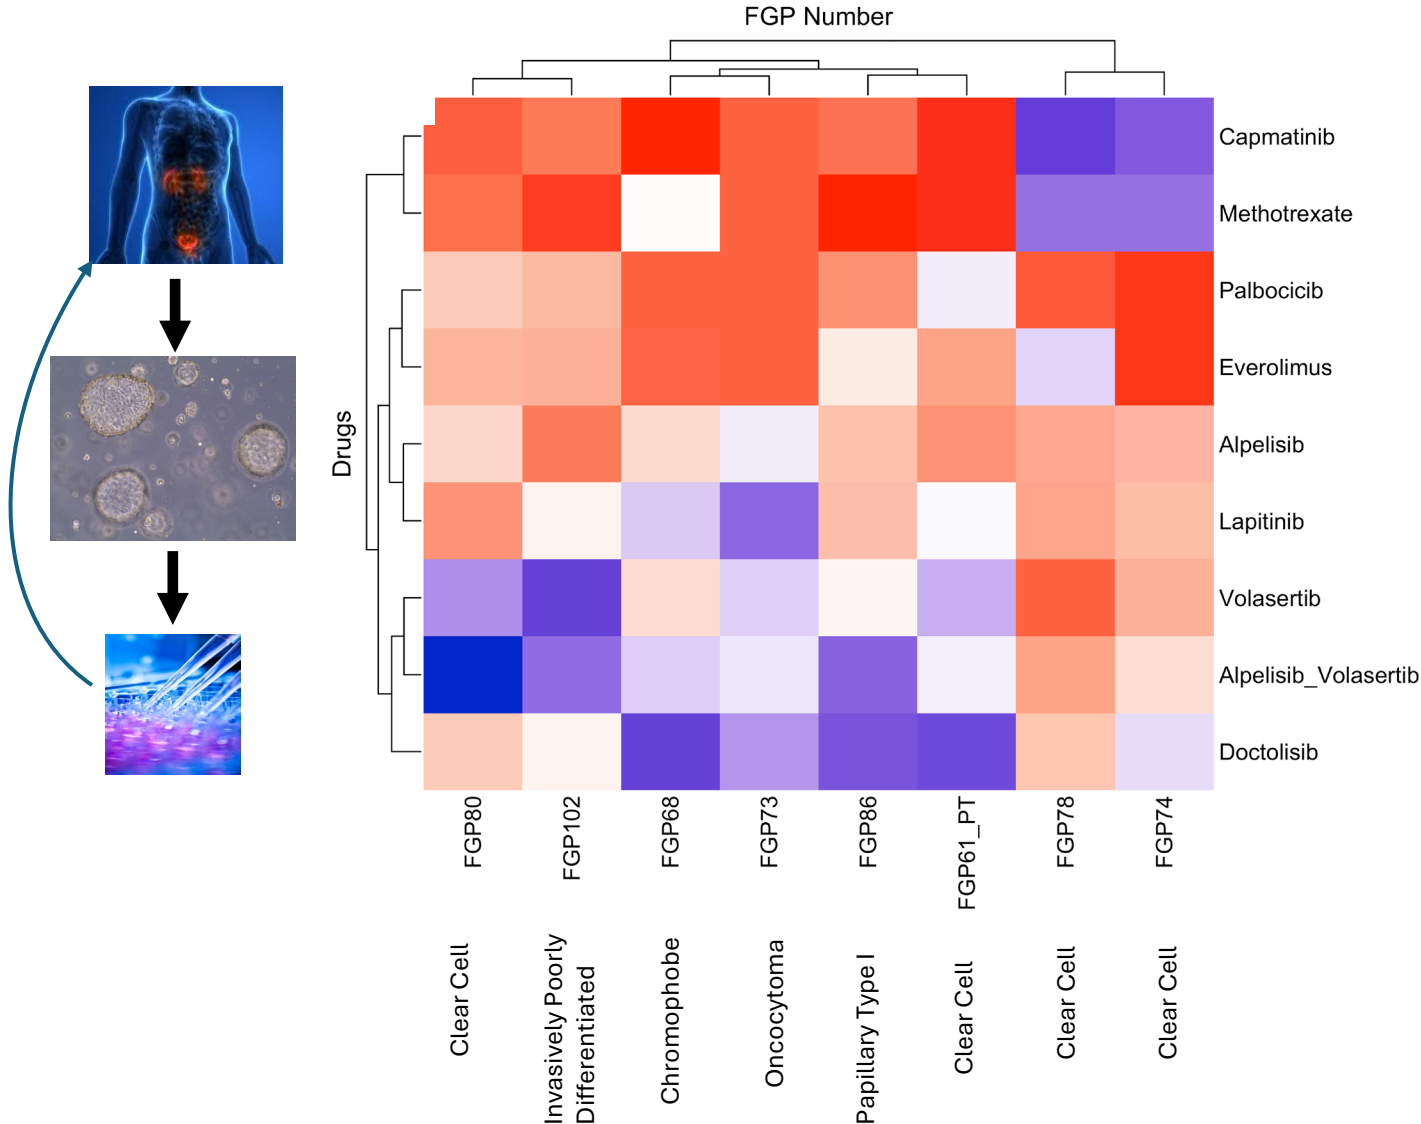 FGP Number
Drugs
Capmatinib
Methotrexate
Palbocicib
Everolimus
Alpelisib
Lapitinib
Volasertib
Alpelisib_Volasertib
Doctolisib
FGP80
FGP102
FGP68
FGP73
FGP86
FGP61_PT
FGP78
FGP74
Clear Cell
Invasively Poorly
Differentiated
Chromophobe
Oncocytoma
Papillary Type I
Clear Cell
Clear Cell
Clear Cell